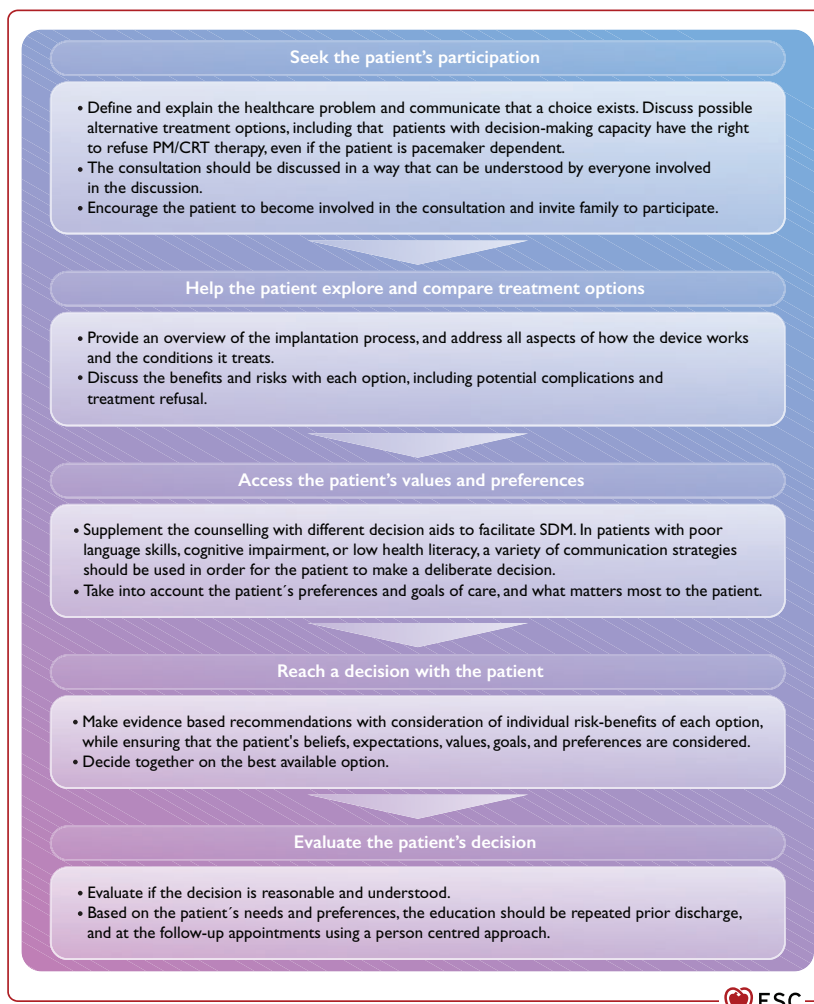 Seek the patient's participation
• Define and explain the healthcare problem and communicate that a choice exists. Discuss possible
alternative treatment options, including that patients with decision-making capacity have the right
to refuse PM/CRT therapy, even if the patient is pacemaker dependent.
• The consultation should be discussed in a way that can be understood by everyone involved
in the discussion.
• Encourage the patient to become involved in the consultation and invite family to participate.
Help the patient explore and compare treatment options
• Provide an overview of the implantation process, and address all aspects of how the device works
and the conditions it treats.
• Discuss the benefits and risks with each option, including potential complications and
treatment refusal.
Access the patient's values and preferences
• Supplement the counselling with different decision aids to facilitate SDM. In patients with poor
language skills, cognitive impairment, or low health literacy, a variety of communication strategies
should be used in order for the patient to make a deliberate decision.
• Take into account the patient´s preferences and goals of care, and what matters most to the patient.
Reach a decision with the patient
• Make evidence based recommendations with consideration of individual risk-benefits of each option,
while ensuring that the patient's beliefs, expectations, values, goals, and preferences are considered.
• Decide together on the best available option.
Evaluate the patient's decision
• Evaluate if the decision is reasonable and understood.
• Based on the patient´s needs and preferences, the education should be repeated prior discharge,
and at the follow-up appointments using a person centred approach.
ESC